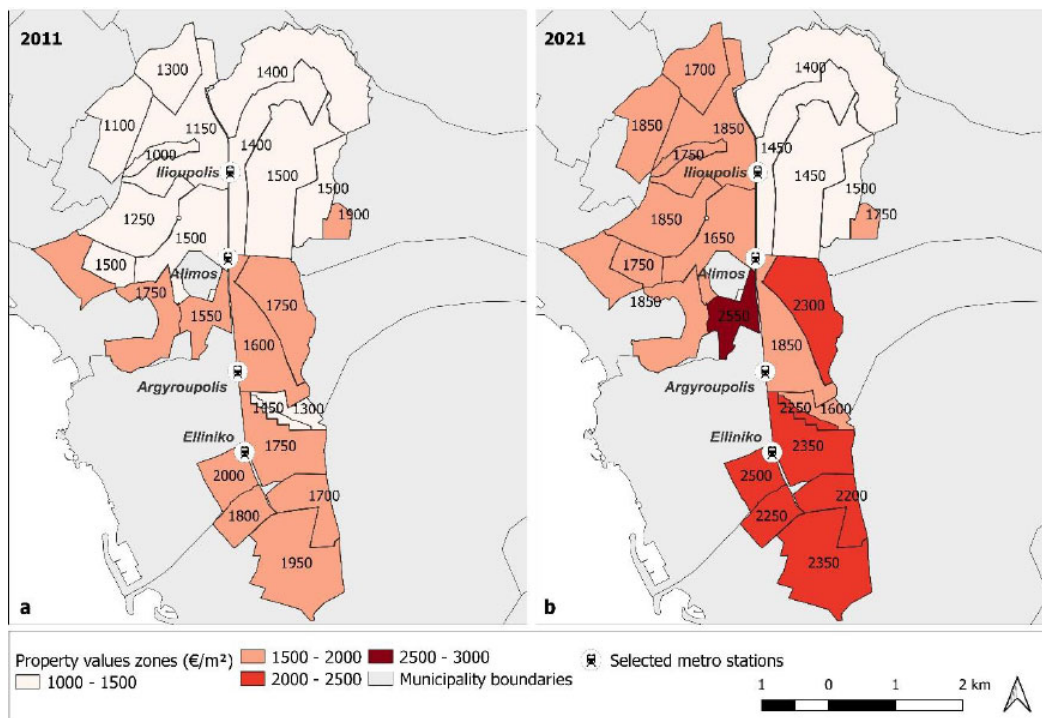 2011
1300
1400
1100
1150
1400
1000
Ilioupolis
1500
1500
1250
1900
1500
1500
Alimos
1750
1750
1550
1600
Argyroupolis
1450
1300
Elliniko
1750
2000
1700
1800
1950
a
2021
1700
1400
1850
1850
1450
1750
Ilioupolis
1450
1500
1850
1750
1650
1750
Alimos
1850
2300
2550
1850
Argyroupolis
2250
1600
Elliniko
2350
2500
2200
2250
2350
b
Property values zones (€/m²)
1000 - 1500
1500 - 2000
2000 - 2500
2500 - 3000
Municipality boundaries
Selected metro stations
1 0 1 2 km